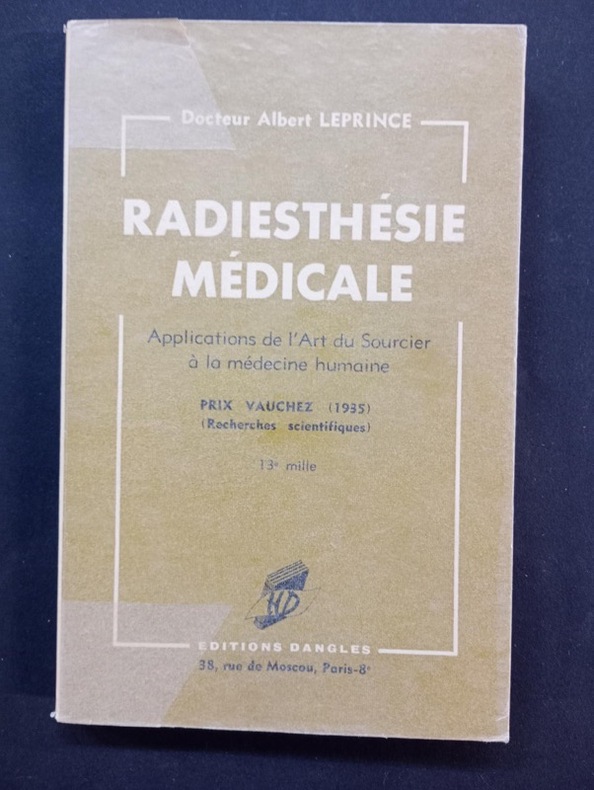 Docteur Albert LEPRINCE
RADIESTHÉSIE
MÉDICALE
Applications de l'Art du Sourcier
à la médecine humaine
PRIX VAUCHEZ (1935)
(Recherches scientifiques)
13e mille
HD
EDITIONS DANGLES
38, rue de Moscou, Paris-8e